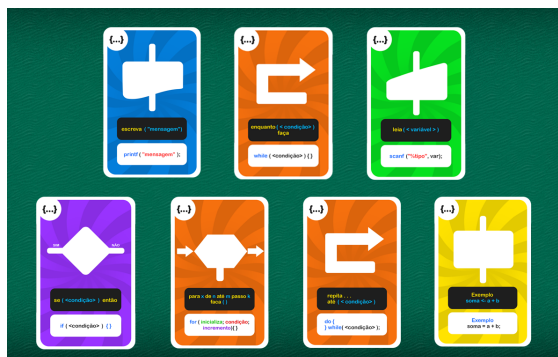 {...}
escreva ( "mensagem")
printf( "mensagem" );
{...}
enquanto ( < condição> )
faça
while ( <condição> ) { }
{...}
leia ( < variável > )
scanf ("%tipo", var);
{...}
SIM
NÃO
se ( <condição> ) então
if ( <condição> ) { }
{...}
para x de n até m passo k
faca ( )
for ( inicializa; condição;
incremento){ }
{...}
repita . . .
até ( < condição> )
do {
} while( <condição> );
{...}
Exemplo
soma < a + b
Exemplo
soma = a + b;